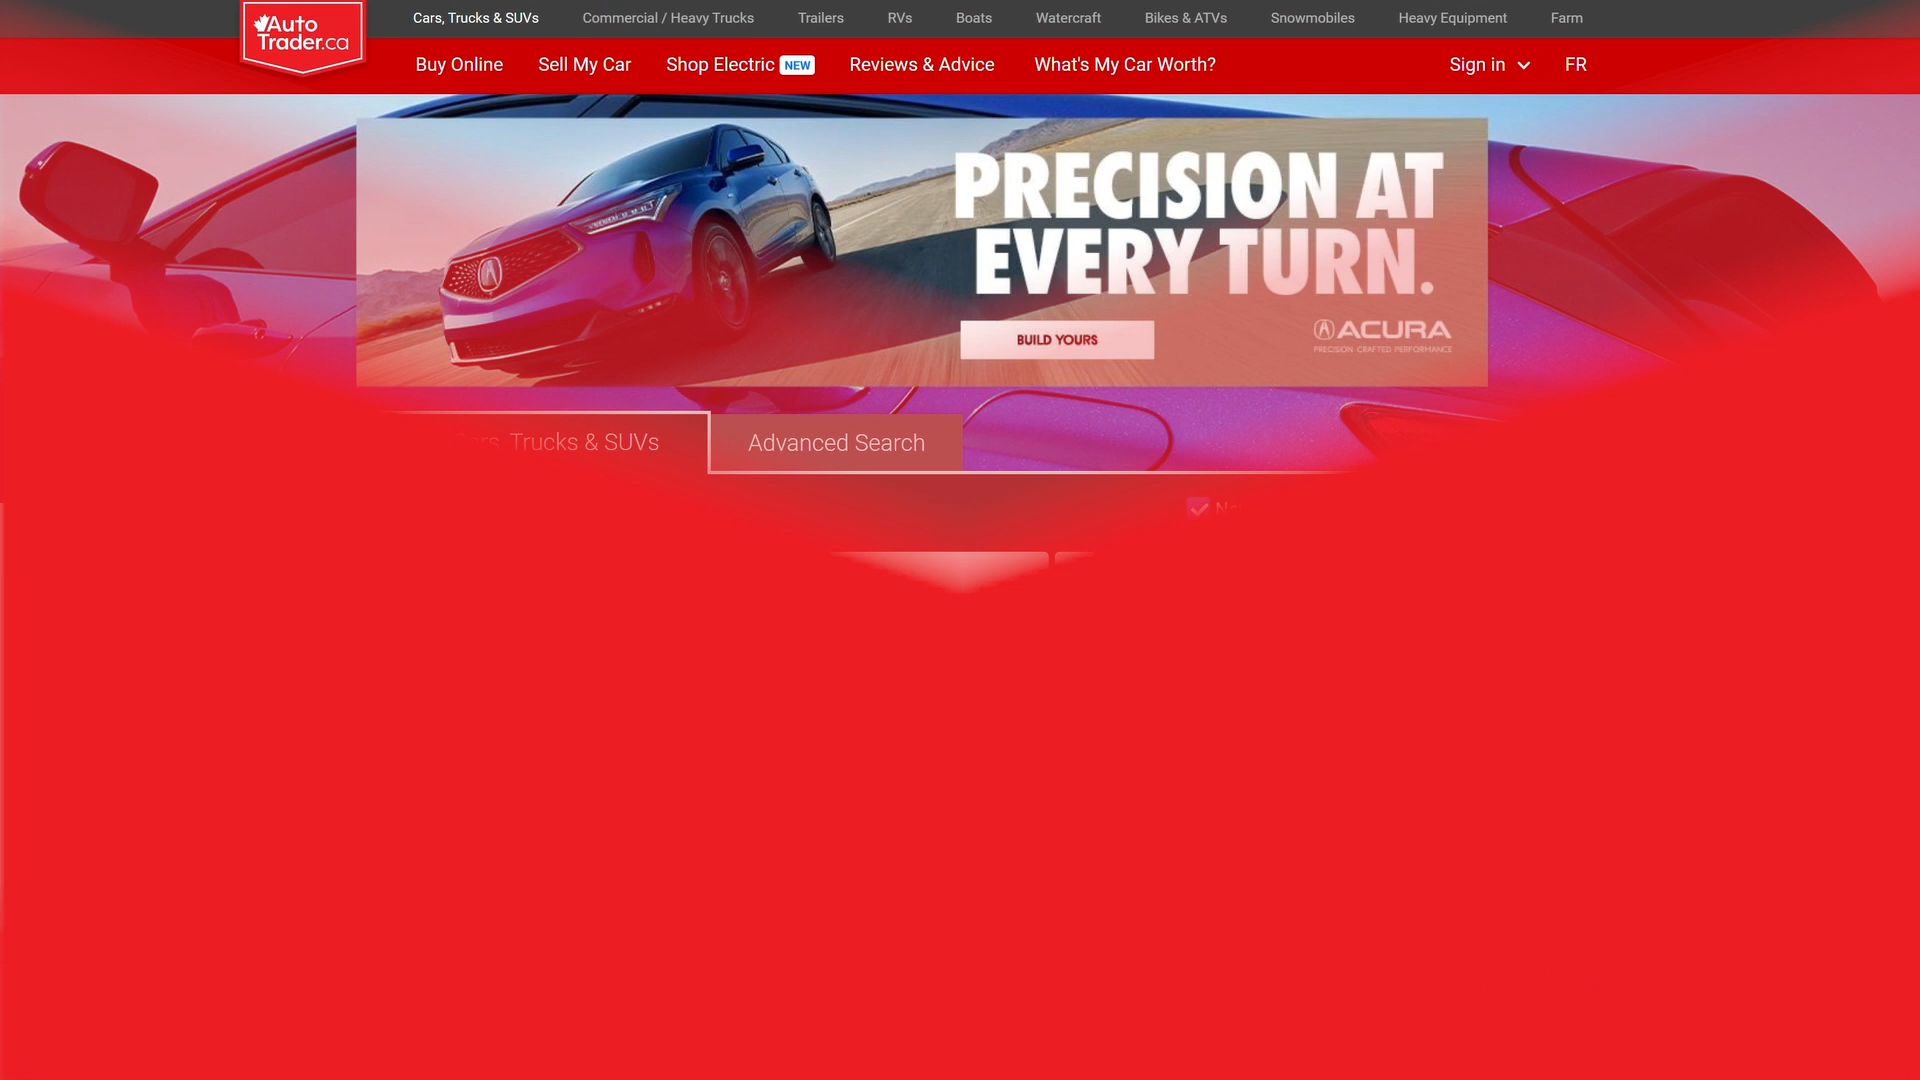 Auto
Trader.ca
Cars, Trucks & SUVs
Commercial / Heavy Trucks
Trailers
RVs
Boats
Watercraft
Bikes & ATVs
Snowmobiles
Heavy Equipment
Farm
Buy Online
Sell My Car
Shop Electric NEW
Reviews & Advice
What's My Car Worth?
Sign in
FR
PRECISION AT
EVERY TURN.
BUILD YOURS
ACURA
PRECISION CRAFTED PERFORMANCE
Trucks & SUVs
Advanced Search